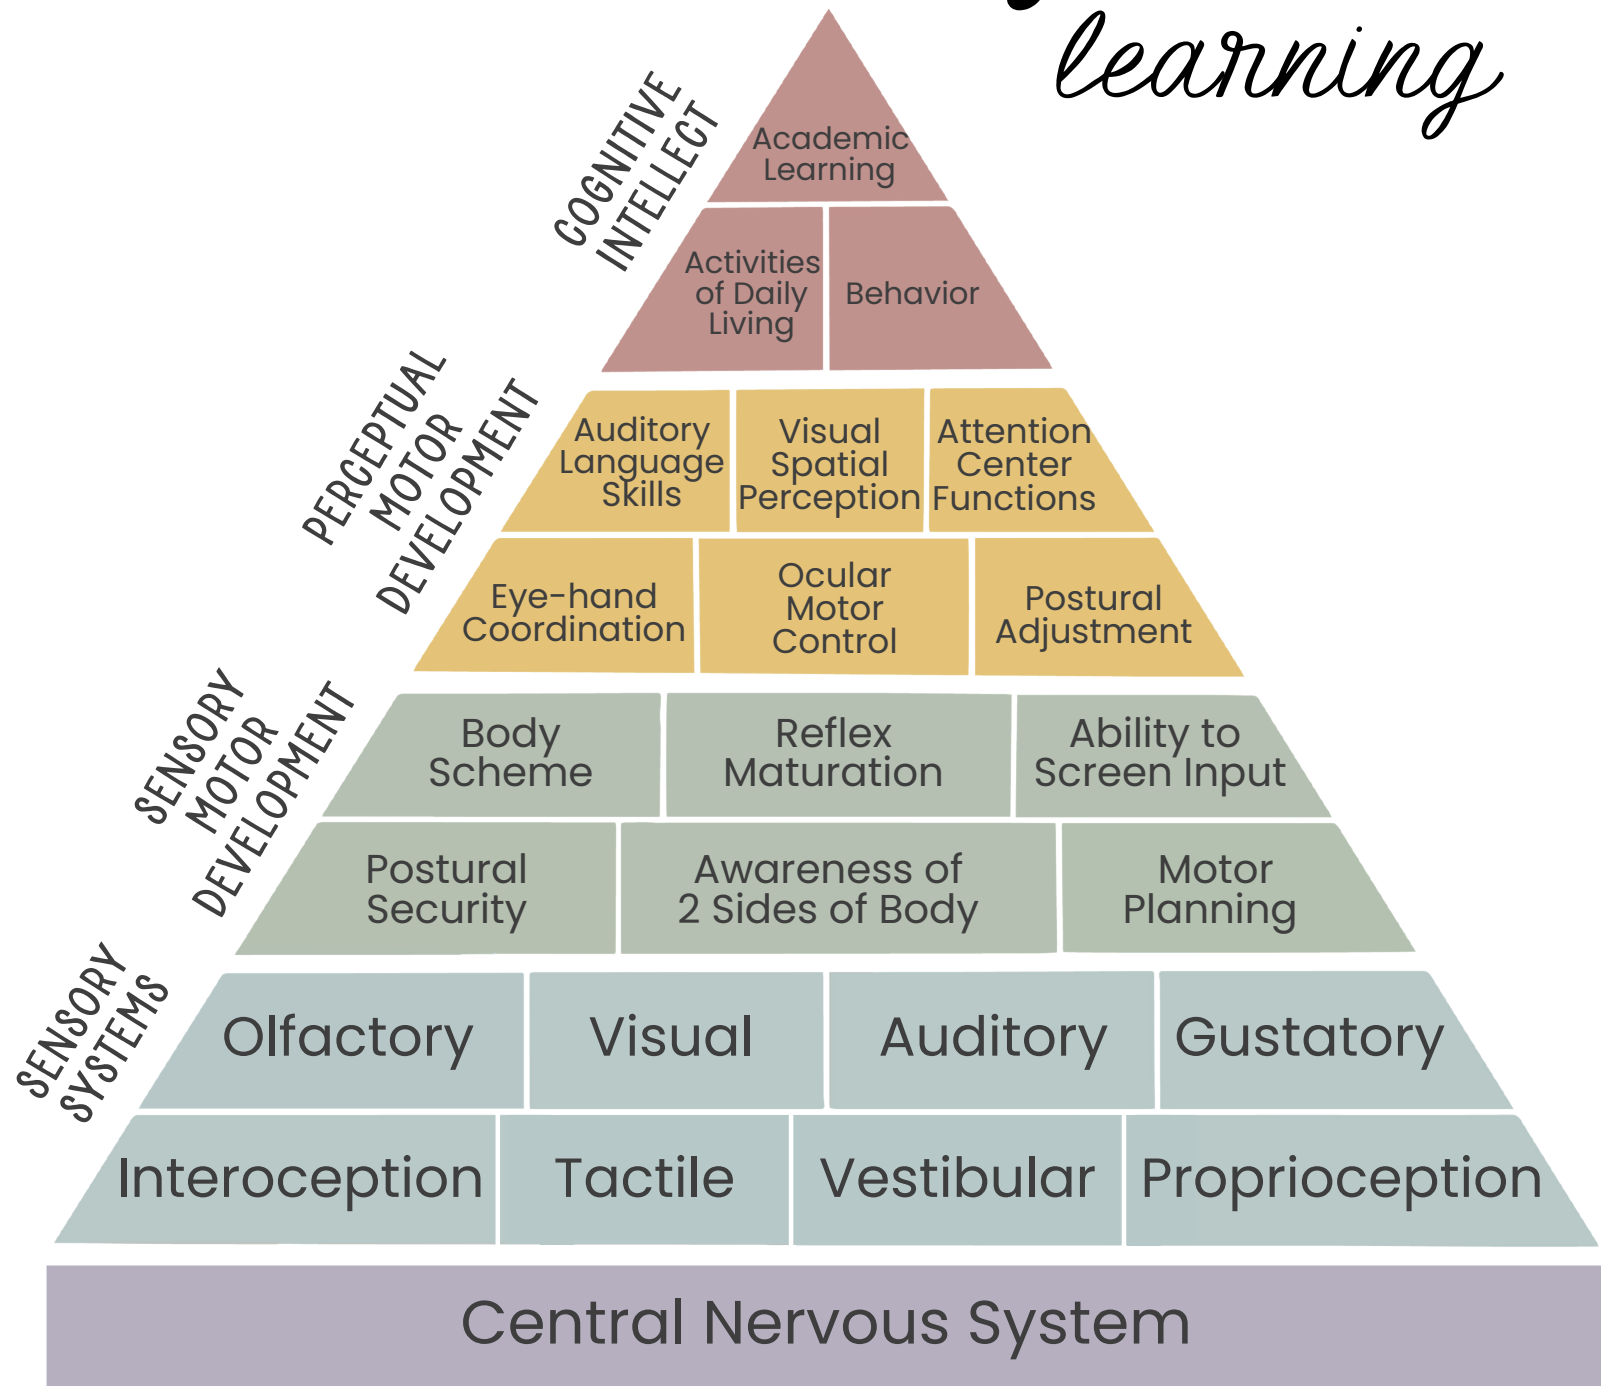 learning
COGNITIVE
INTELLECT
Academic
Learning
Activities
of Daily
Living
Behavior
PERCEPTUAL
MOTOR
DEVELOPMENT
Auditory
Language
Skills
Visual
Spatial
Perception
Attention
Center
Functions
Eye-hand
Coordination
Ocular
Motor
Control
Postural
Adjustment
SENSORY
MOTOR
DEVELOPMENT
Body
Scheme
Reflex
Maturation
Ability to
Screen Input
Postural
Security
Awareness of
2 Sides of Body
Motor
Planning
SENSORY
SYSTEMS
Olfactory
Visual
Auditory
Gustatory
Interoception
Tactile
Vestibular
Proprioception
Central Nervous System